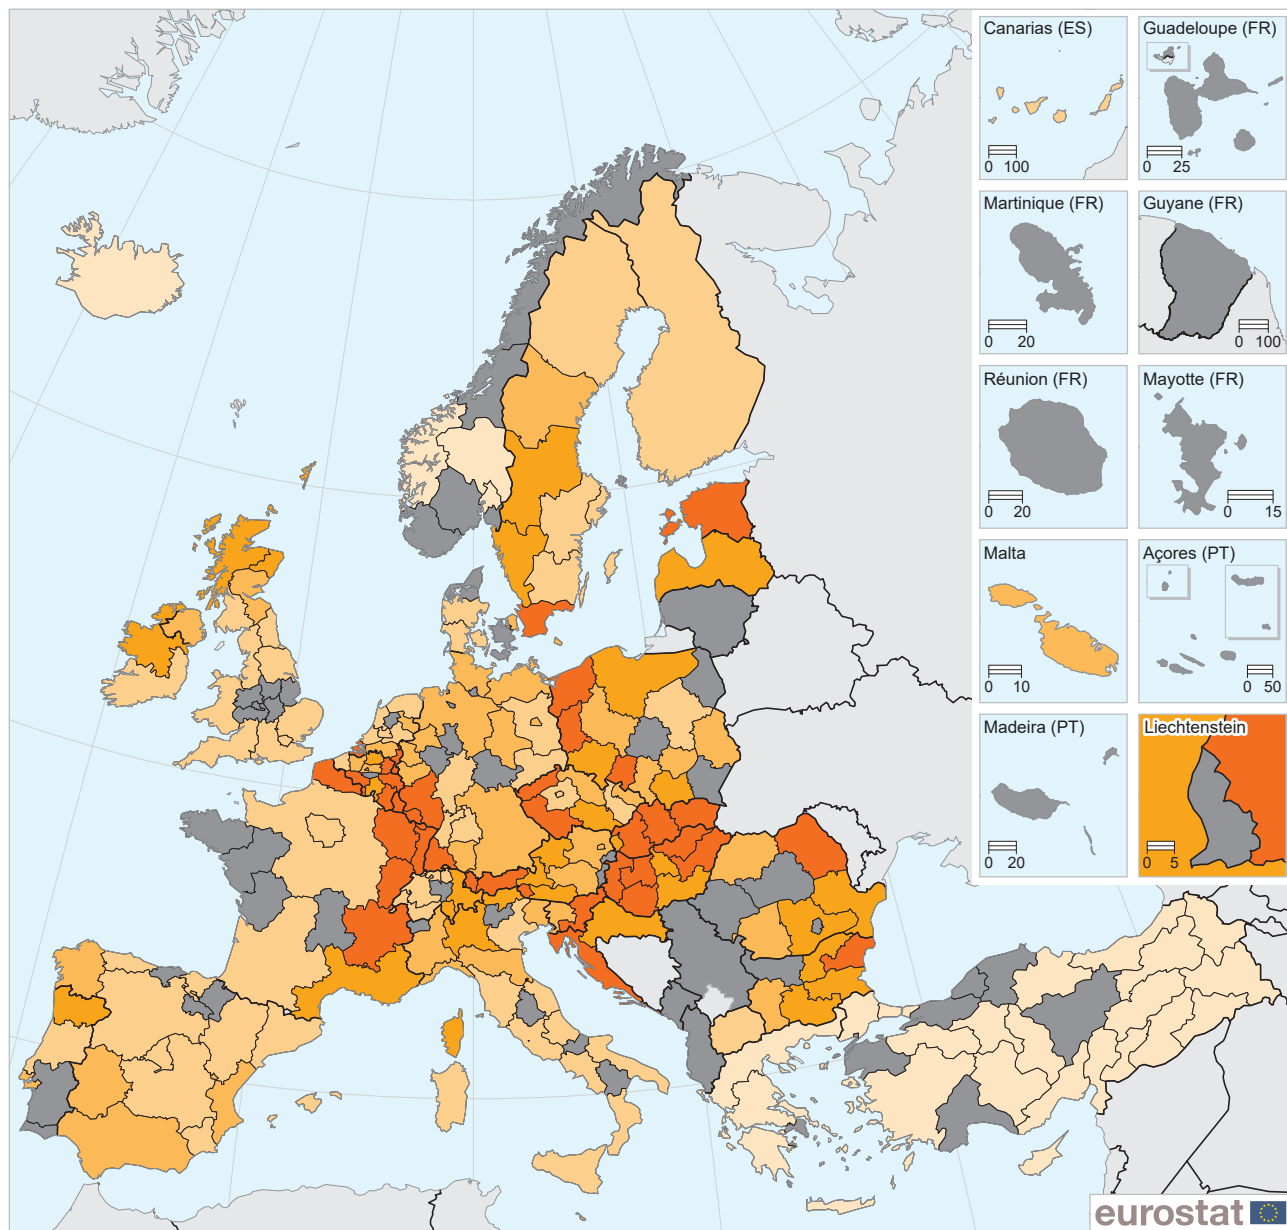 Canarias (ES)
0 100
Guadeloupe (FR)
0 25
Martinique (FR)
0 20
Guyane (FR)
0 100
Réunion (FR)
0 20
Mayotte (FR)
0 15
Malta
0 10
Açores (PT)
0 50
Madeira (PT)
0 20
Liechtenstein
0 5
eurostat